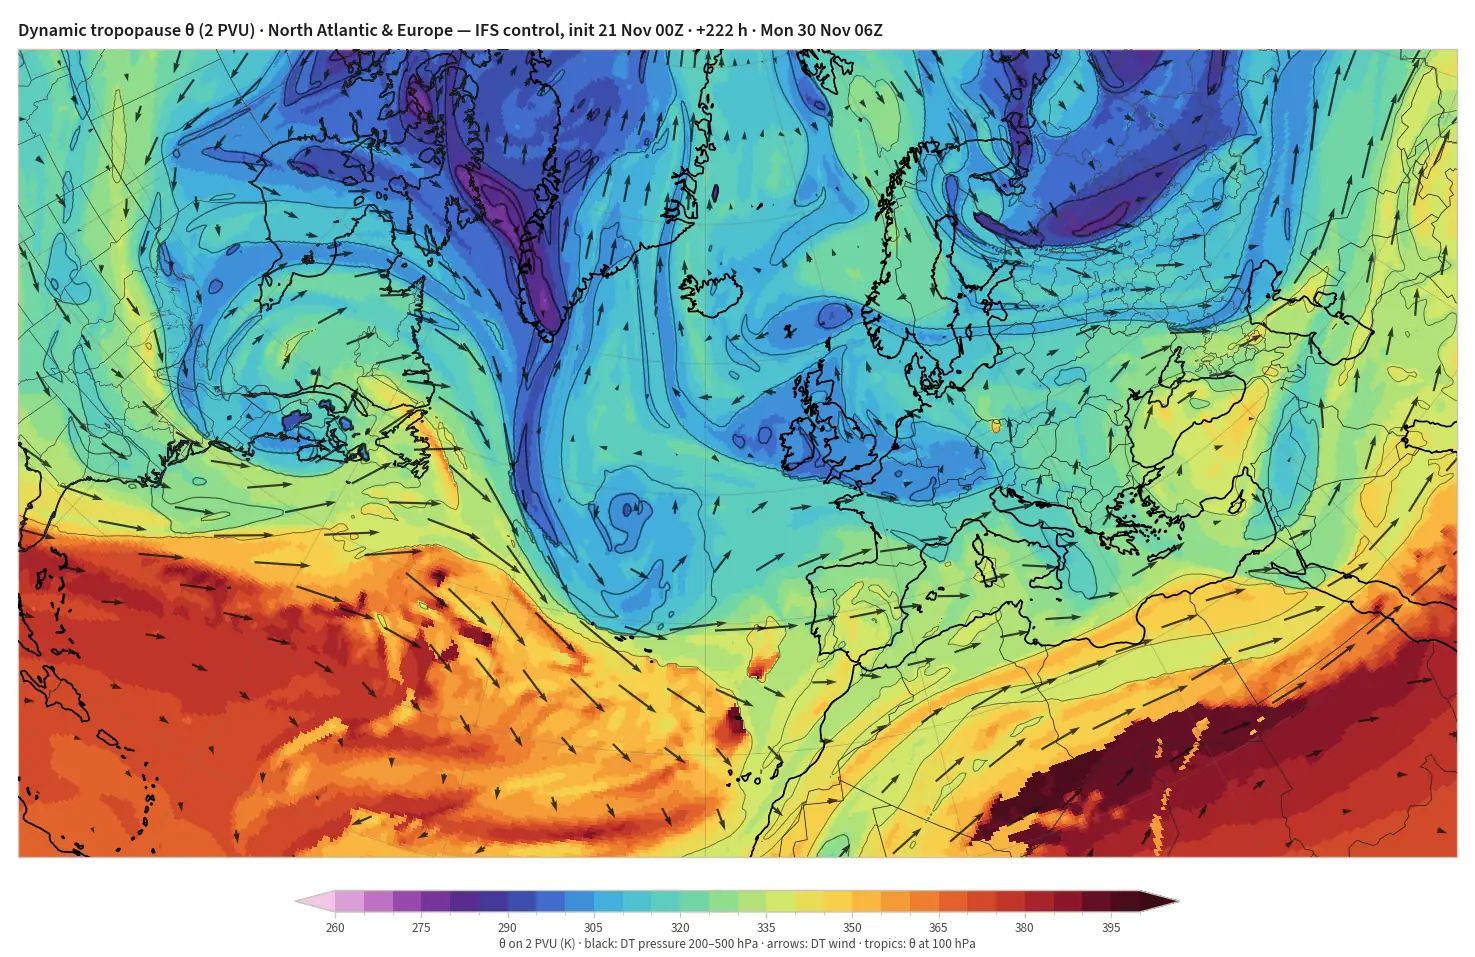 Dynamic tropopause θ (2 PVU) · North Atlantic & Europe — IFS control, init 21 Nov 00Z · +222 h · Mon 30 Nov 06Z
260 275 290 305 320 335 350 365 380 395
θ on 2 PVU (K) · black: DT pressure 200–500 hPa · arrows: DT wind · tropics: θ at 100 hPa